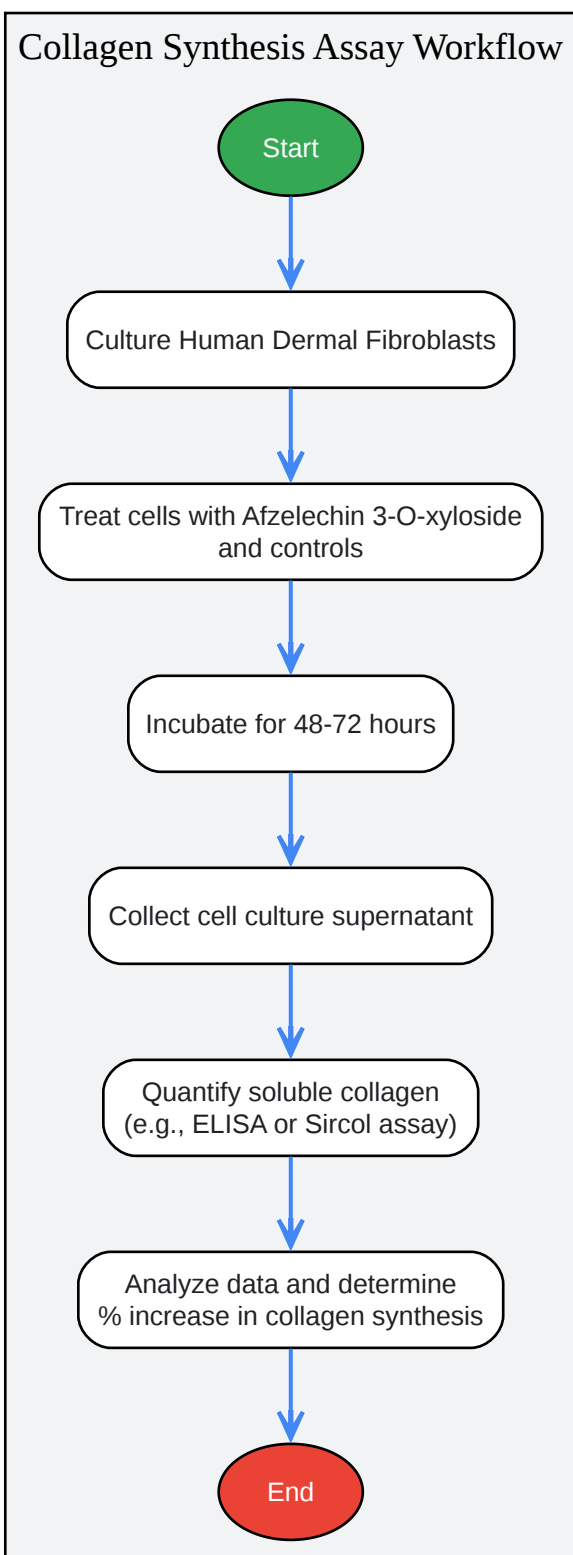 Collagen Synthesis Assay Workflow
Start
Culture Human Dermal Fibroblasts
Treat cells with Afzelechin 3-O-xyloside
and controls
Incubate for 48-72 hours
Collect cell culture supernatant
Quantify soluble collagen
(e.g., ELISA or Sircol assay)
Analyze data and determine
% increase in collagen synthesis
End